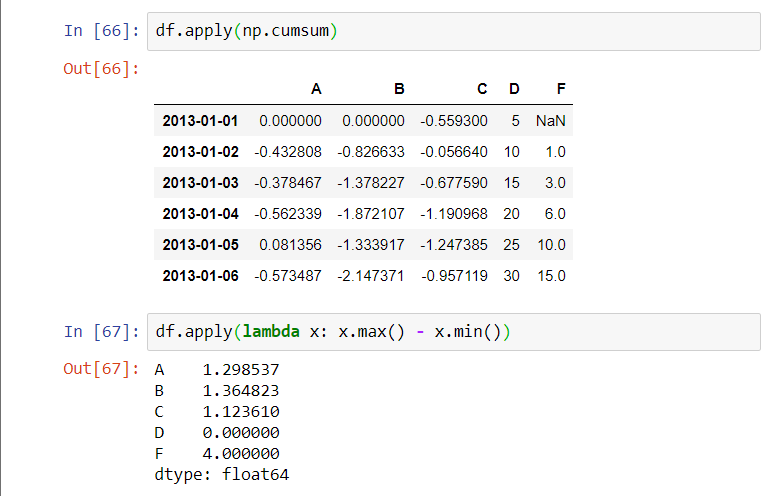 In [66]: df.apply(np.cumsum)
Out[66]:
A B C D F
2013-01-01 0.000000 0.000000 -0.559300 5 NaN
2013-01-02 -0.432808 -0.826633 -0.056640 10 1.0
2013-01-03 -0.378467 -1.378227 -0.677590 15 3.0
2013-01-04 -0.562339 -1.872107 -1.190968 20 6.0
2013-01-05 0.081356 -1.333917 -1.247385 25 10.0
2013-01-06 -0.573487 -2.147371 -0.957119 30 15.0
In [67]: df.apply(lambda x: x.max() - x.min())
Out[67]: A 1.298537
B 1.364823
C 1.123610
D 0.000000
F 4.000000
dtype: float64